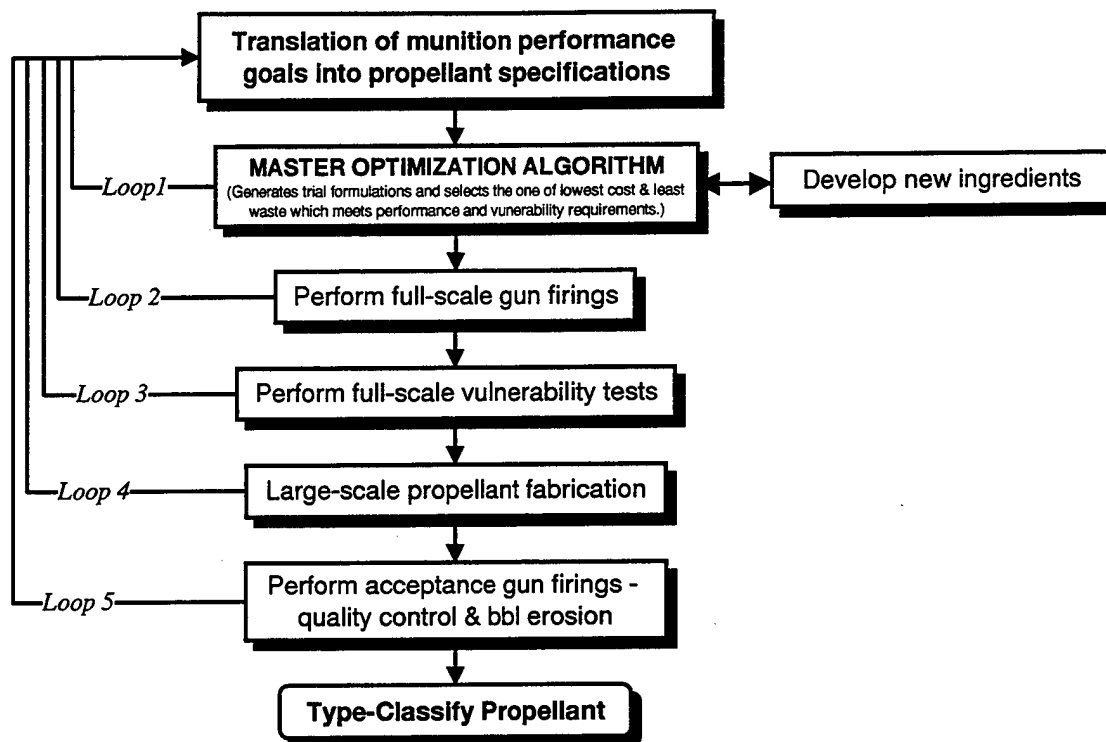 Translation of munition performance
goals into propellant specifications
MASTER OPTIMIZATION ALGORITHM
(Generates trial formulations and selects the one of lowest cost & least
waste which meets performance and vunerability requirements.)
Loop1
Develop new ingredients
Loop 2
Perform full-scale gun firings
Loop 3
Perform full-scale vulnerability tests
Loop 4
Large-scale propellant fabrication
Perform acceptance gun firings -
quality control & bbl erosion
Loop 5
Type-Classify Propellant